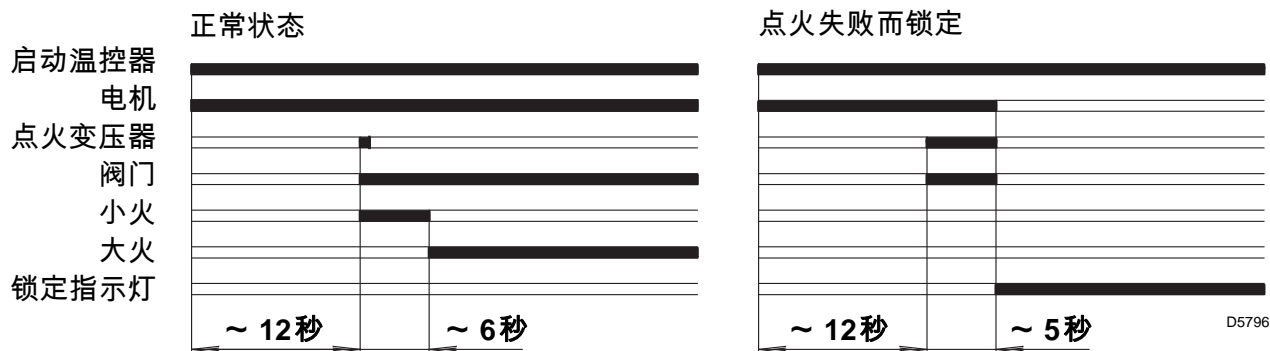 正常状态
点火失败而锁定
启动温控器
电机
点火变压器
阀门
小火
大火
锁定指示灯
~ 12秒
~ 6秒
~ 12秒
~ 5秒
D5796